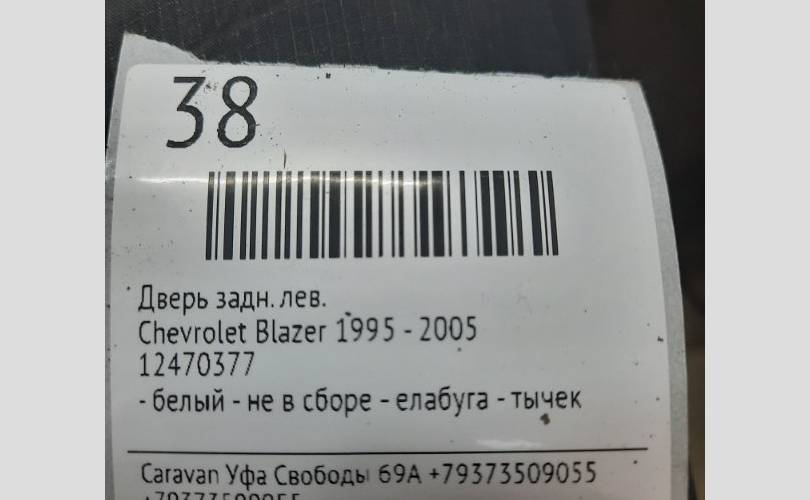 38
Дверь задн. лев.
Chevrolet Blazer 1995 - 2005
12470377
- белый - не в сборе - елабуга - тычек
Caravan Уфа Свободы 69А +79373509055
+79373509055